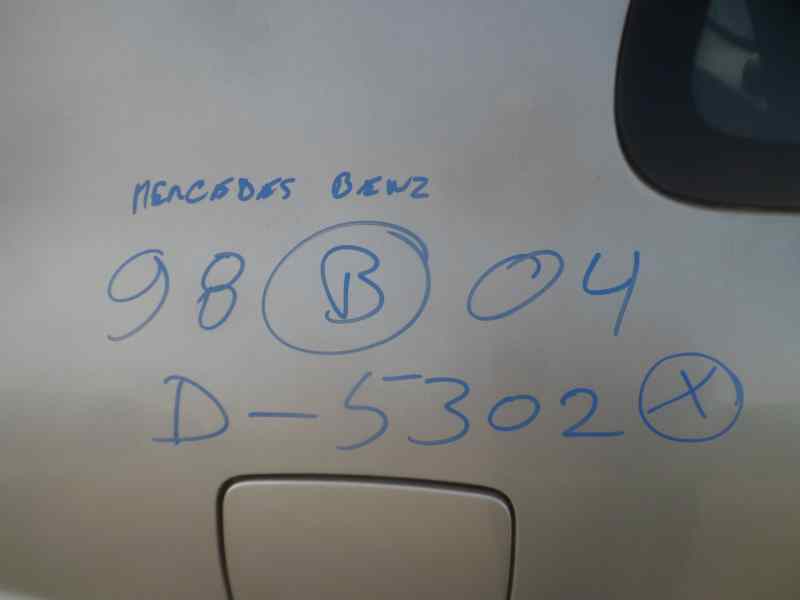 MERCEDES BENZ
98 B 04
D-5302 X